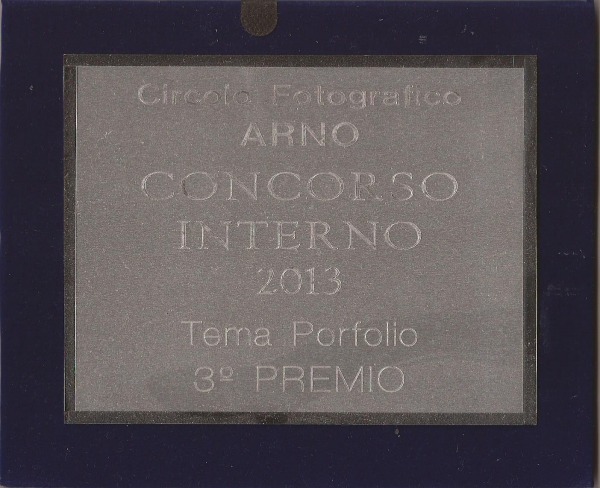 Circolo Fotografico
ARNO
CONCORSO
INTERNO
2013
Tema Porfolio
3º PREMIO